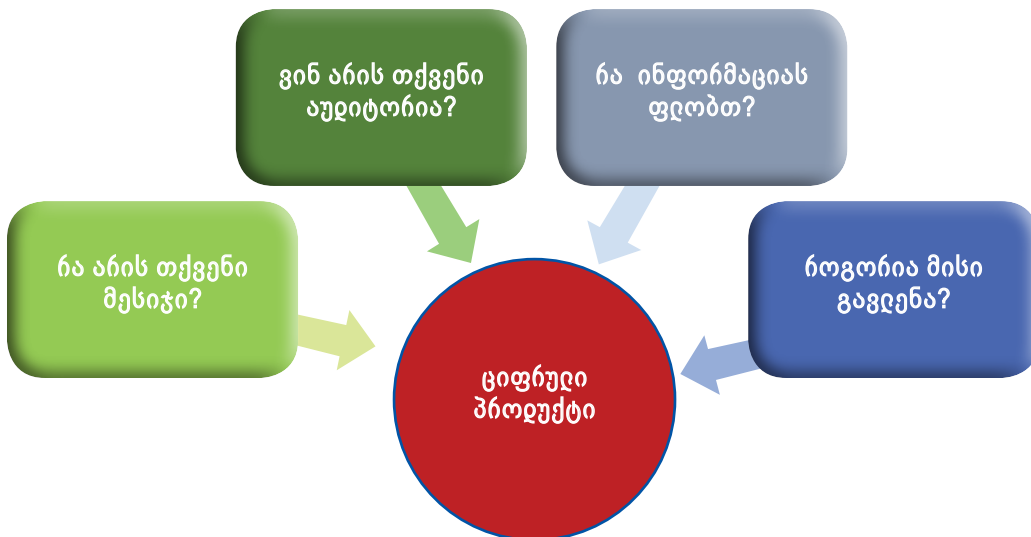 ვინ არის თქვენი
აუდიტორია?
რა ინფორმაციას
ფლობთ?
რა არის თქვენი
მესიჯი?
როგორია მისი
გავლენა?
ციფრული
პროდუქტი